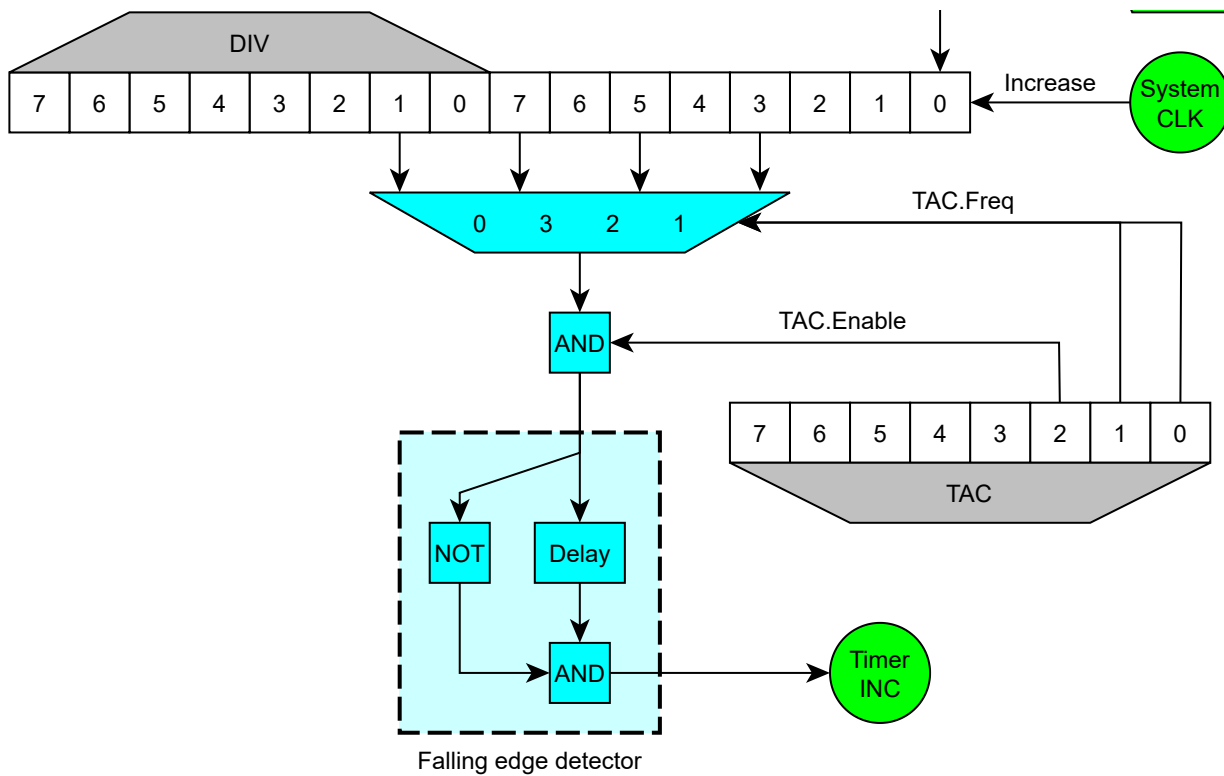 DIV
7 6 5 4 3 2 1 0 7 6 5 4 3 2 1 0
Increase
System
CLK
0 3 2 1
TAC.Freq
AND
TAC.Enable
7 6 5 4 3 2 1 0
TAC
NOT
Delay
AND
Timer
INC
Falling edge detector